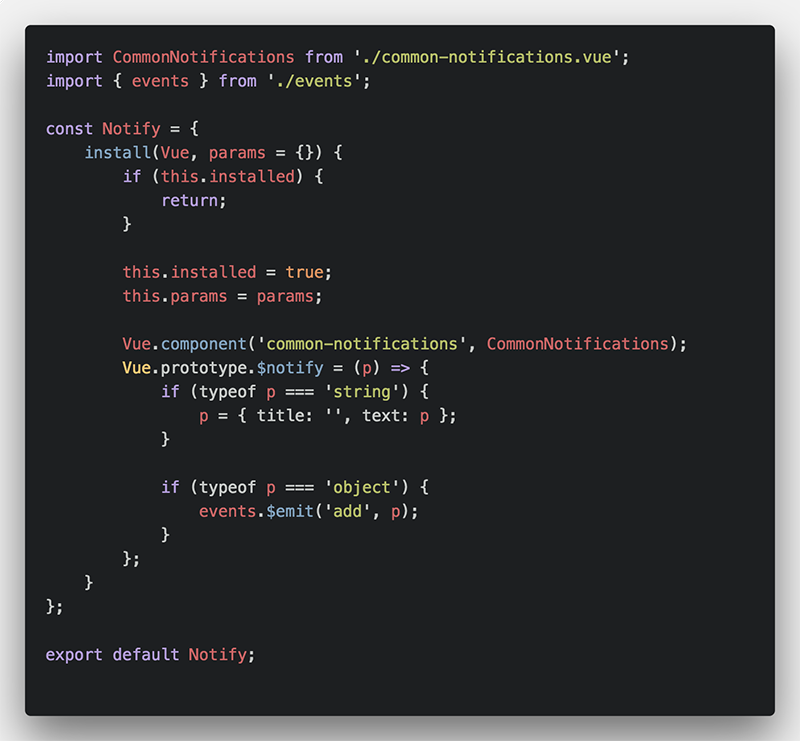 import CommonNotifications from './common-notifications.vue';
import { events } from './events';

const Notify = {
    install(Vue, params = {}) {
        if (this.installed) {
            return;
        }

        this.installed = true;
        this.params = params;

        Vue.component('common-notifications', CommonNotifications);
        Vue.prototype.$notify = (p) => {
            if (typeof p === 'string') {
                p = { title: '', text: p };
            }

            if (typeof p === 'object') {
                events.$emit('add', p);
            }
        };
    }
};

export default Notify;